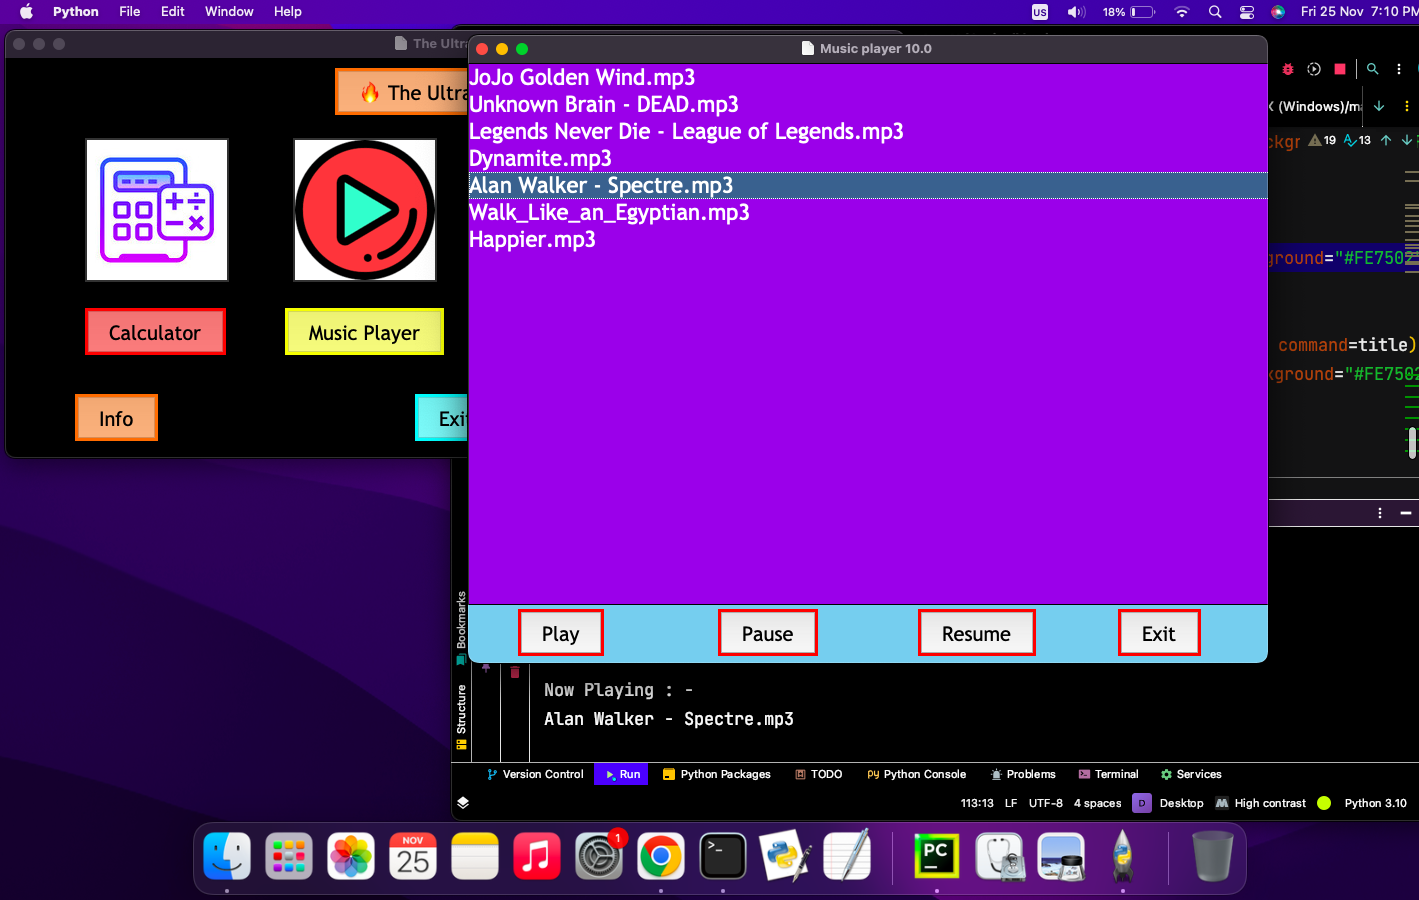 Python File Edit Window Help US 18% Fri 25 Nov 7:10 PM
The Ultra
🔥 The Ultra
Calculator Music Player
Info Exit
Music player 10.0
JoJo Golden Wind.mp3
Unknown Brain - DEAD.mp3
Legends Never Die - League of Legends.mp3
Dynamite.mp3
Alan Walker - Spectre.mp3
Walk_Like_an_Egyptian.mp3
Happier.mp3
Play Pause Resume Exit
(Windows)/m
ckgr 19 13
ground="#FE7502"
command=title)
kground="#FE7502
Bookmarks
Structure
Now Playing : -
Alan Walker - Spectre.mp3
Version Control Run Python Packages TODO Python Console Problems Terminal Services
113:13 LF UTF-8 4 spaces D Desktop High contrast Python 3.10
NOV
25
1
>_
PC